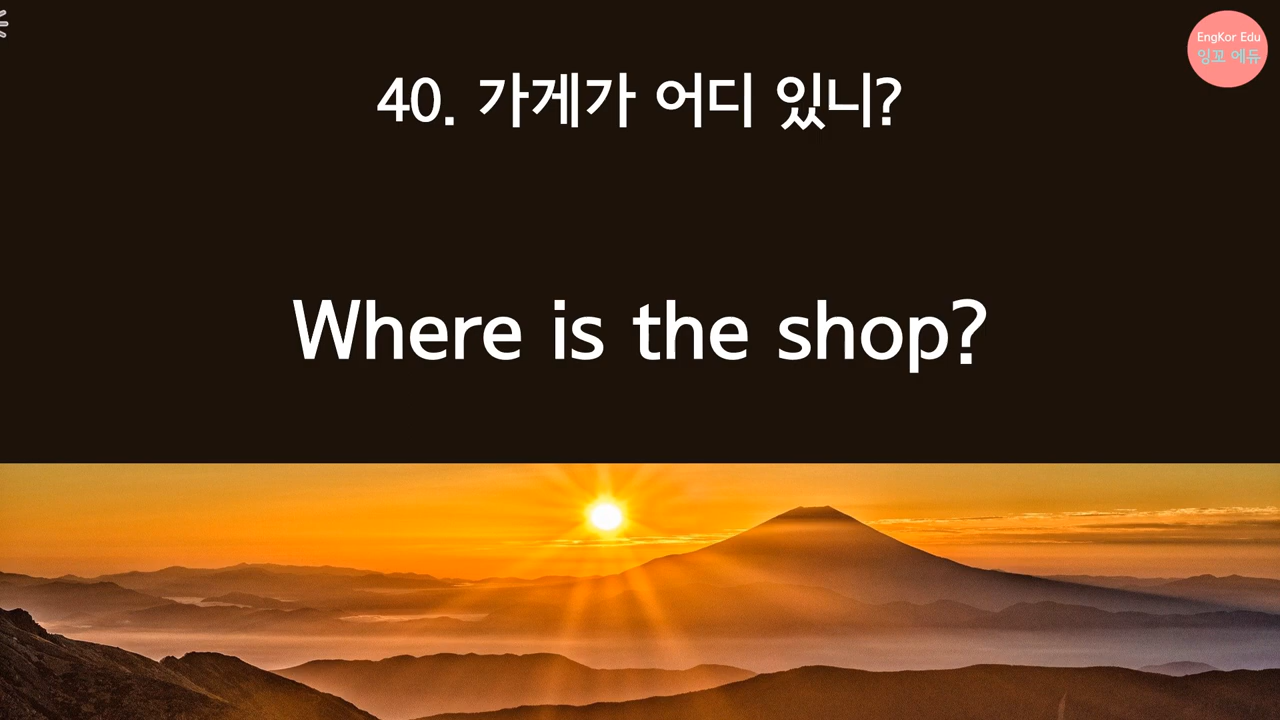 EngKor Edu
잉꼬 에듀
40. 가게가 어디 있니?
Where is the shop?